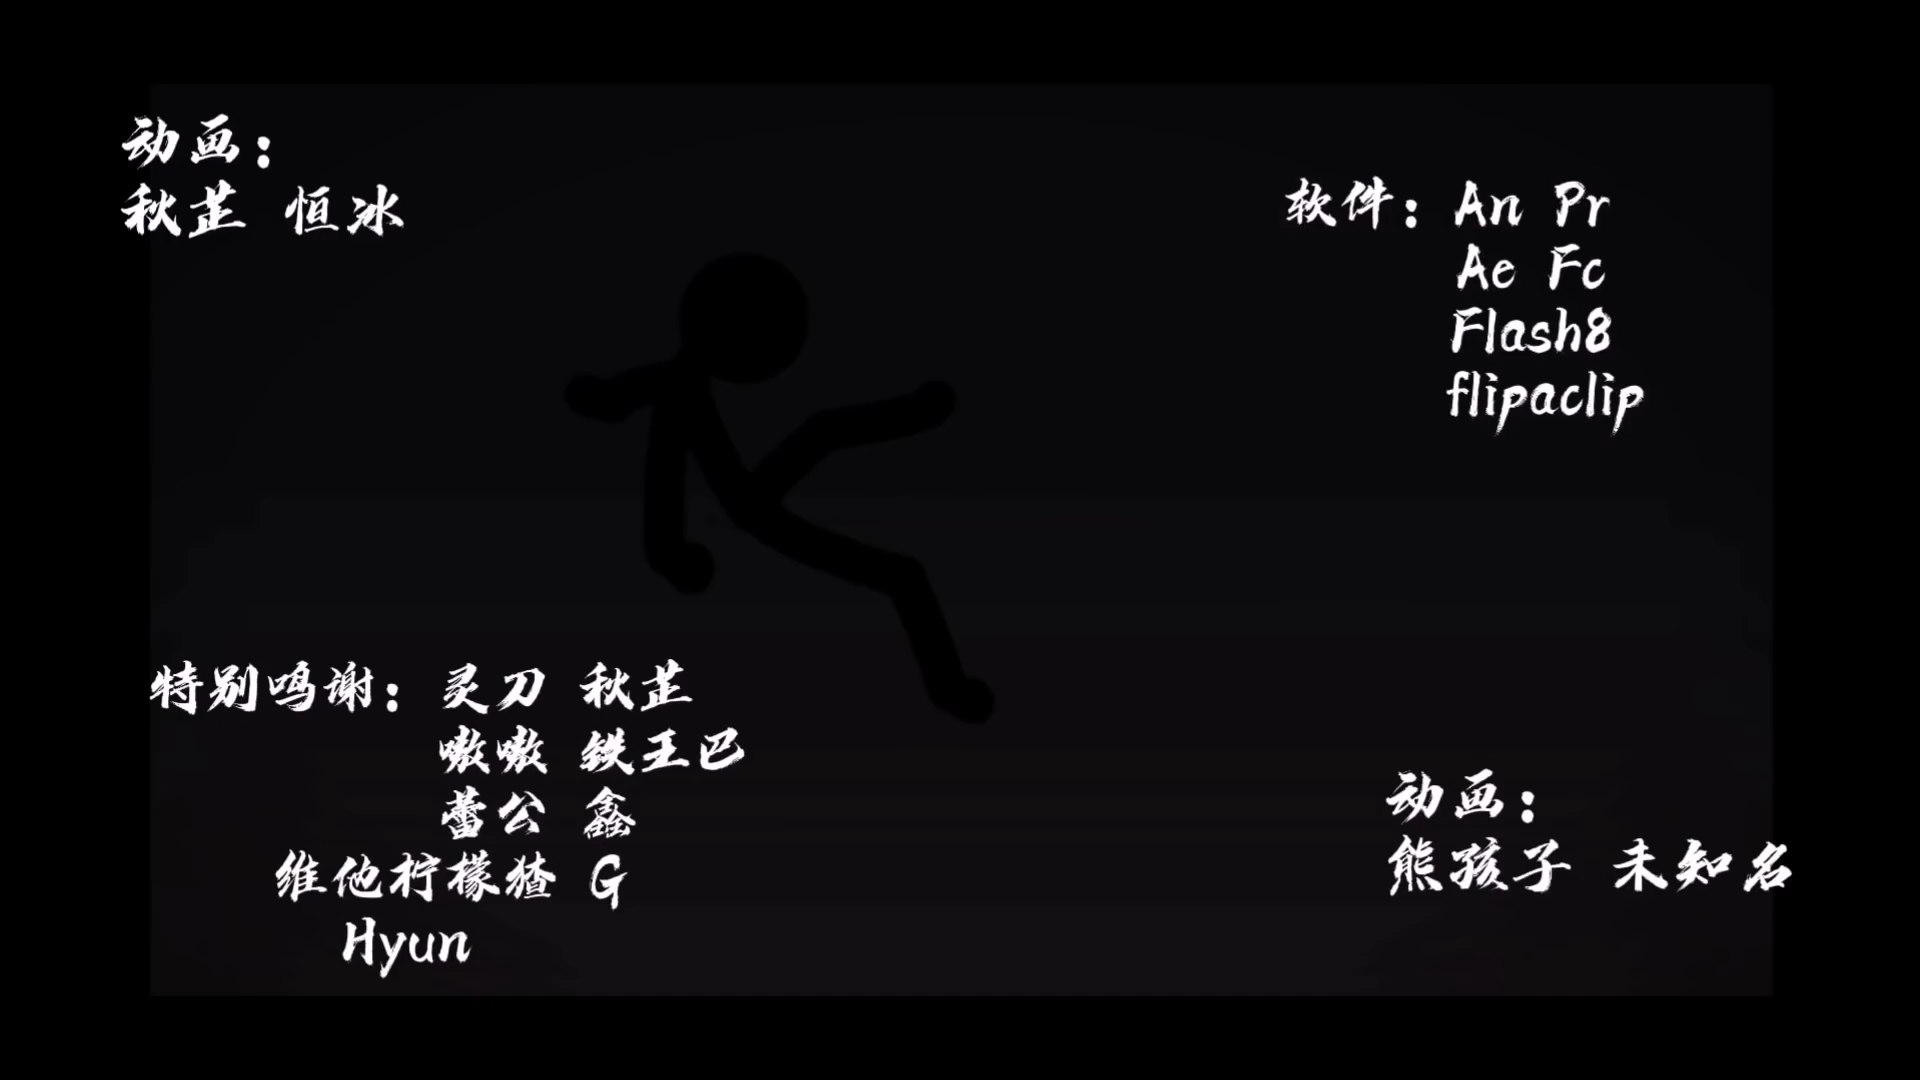 动画：
秋芷 恒冰
软件：An Pr
Ae Fc
Flash8
flipaclip
特别鸣谢：灵刀 秋芷
嗷嗷 铁王巴
蕾公 鑫
维他柠檬猹 G
Hyun
动画：
熊孩子 未知名